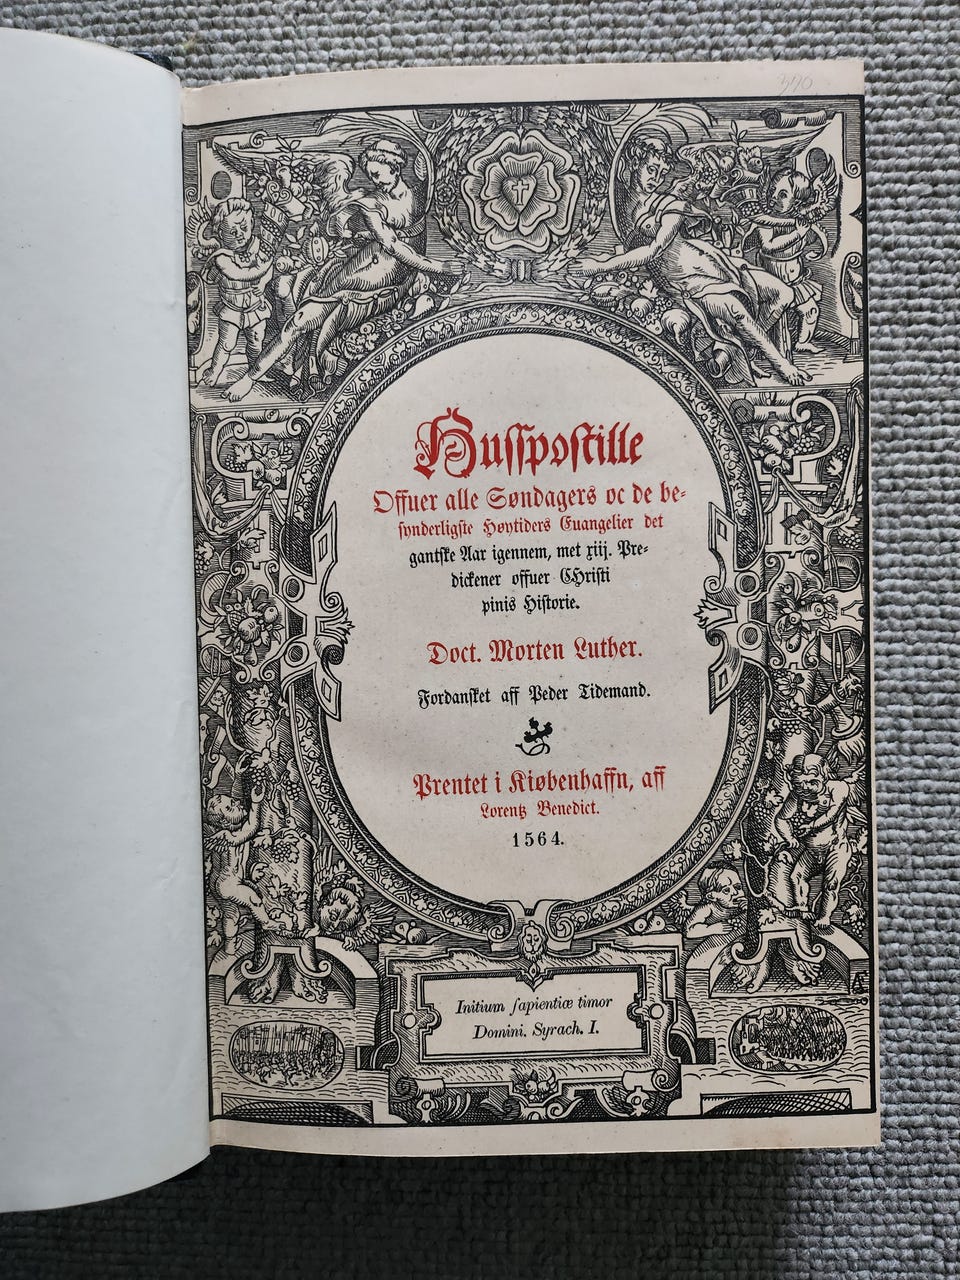 370
Husspostille
Offuer alle Søndagers oc de be-
synderligste Høytiders Euangelier det
gantske Aar igennem, met xiij. Pre-
dickener offuer CHristi
pinis Historie.
Doct. Morten Luther.
Fordansket aff Peder Tidemand.
Prentet i Kiøbenhaffn, aff
Lorentz Benedict.
1564.
Initium sapientiæ timor
Domini. Syrach. I.